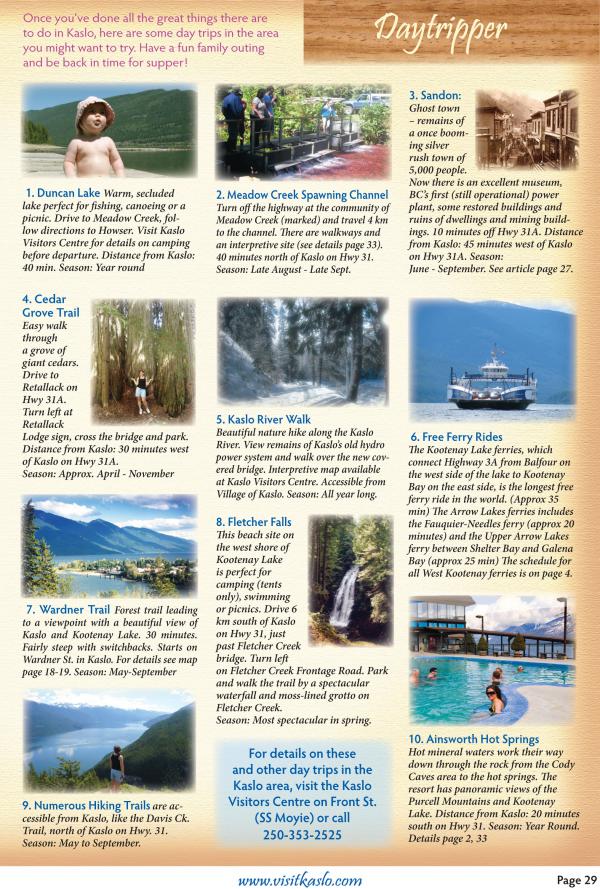 Once you've done all the great things there are
to do in Kaslo, here are some day trips in the area
you might want to try. Have a fun family outing
and be back in time for supper!
Daytripper
1. Duncan Lake Warm, secluded
lake perfect for fishing, canoeing or a
picnic. Drive to Meadow Creek, fol-
low directions to Howser. Visit Kaslo
Visitors Centre for details on camping
before departure. Distance from Kaslo:
40 min. Season: Year round
2. Meadow Creek Spawning Channel
Turn off the highway at the community of
Meadow Creek (marked) and travel 4 km
to the channel. There are walkways and
an interpretive site (see details page 33).
40 minutes north of Kaslo on Hwy 31.
Season: Late August - Late Sept.
3. Sandon:
Ghost town
– remains of
a once boom-
ing silver
rush town of
5,000 people.
Now there is an excellent museum,
BC's first (still operational) power
plant, some restored buildings and
ruins of dwellings and mining build-
ings. 10 minutes off Hwy 31A. Distance
from Kaslo: 45 minutes west of Kaslo
on Hwy 31A. Season:
June - September. See article page 27.
4. Cedar
Grove Trail
Easy walk
through
a grove of
giant cedars.
Drive to
Retallack on
Hwy 31A.
Turn left at
Retallack
Lodge sign, cross the bridge and park.
Distance from Kaslo: 30 minutes west
of Kaslo on Hwy 31A.
Season: Approx. April - November
5. Kaslo River Walk
Beautiful nature hike along the Kaslo
River. View remains of Kaslo's old hydro
power system and walk over the new cov-
ered bridge. Interpretive map available
at Kaslo Visitors Centre. Accessible from
Village of Kaslo. Season: All year long.
6. Free Ferry Rides
The Kootenay Lake ferries, which
connect Highway 3A from Balfour on
the west side of the lake to Kootenay
Bay on the east side, is the longest free
ferry ride in the world. (Approx 35
min) The Arrow Lakes ferries includes
the Fauquier-Needles ferry (approx 20
minutes) and the Upper Arrow Lakes
ferry between Shelter Bay and Galena
Bay (approx 25 min) The schedule for
all West Kootenay ferries is on page 4.
7. Wardner Trail Forest trail leading
to a viewpoint with a beautiful view of
Kaslo and Kootenay Lake. 30 minutes.
Fairly steep with switchbacks. Starts on
Wardner St. in Kaslo. For details see map
page 18-19. Season: May-September
8. Fletcher Falls
This beach site on
the west shore of
Kootenay Lake
is perfect for
camping (tents
only), swimming
or picnics. Drive 6
km south of Kaslo
on Hwy 31, just
past Fletcher Creek
bridge. Turn left
on Fletcher Creek Frontage Road. Park
and walk the trail by a spectacular
waterfall and moss-lined grotto on
Fletcher Creek.
Season: Most spectacular in spring.
9. Numerous Hiking Trails are ac-
cessible from Kaslo, like the Davis Ck.
Trail, north of Kaslo on Hwy. 31.
Season: May to September.
For details on these
and other day trips in the
Kaslo area, visit the Kaslo
Visitors Centre on Front St.
(SS Moyie) or call
250-353-2525
10. Ainsworth Hot Springs
Hot mineral waters work their way
down through the rock from the Cody
Caves area to the hot springs. The
resort has panoramic views of the
Purcell Mountains and Kootenay
Lake. Distance from Kaslo: 20 minutes
south on Hwy 31. Season: Year Round.
Details page 2, 33
www.visitkaslo.com
Page 29